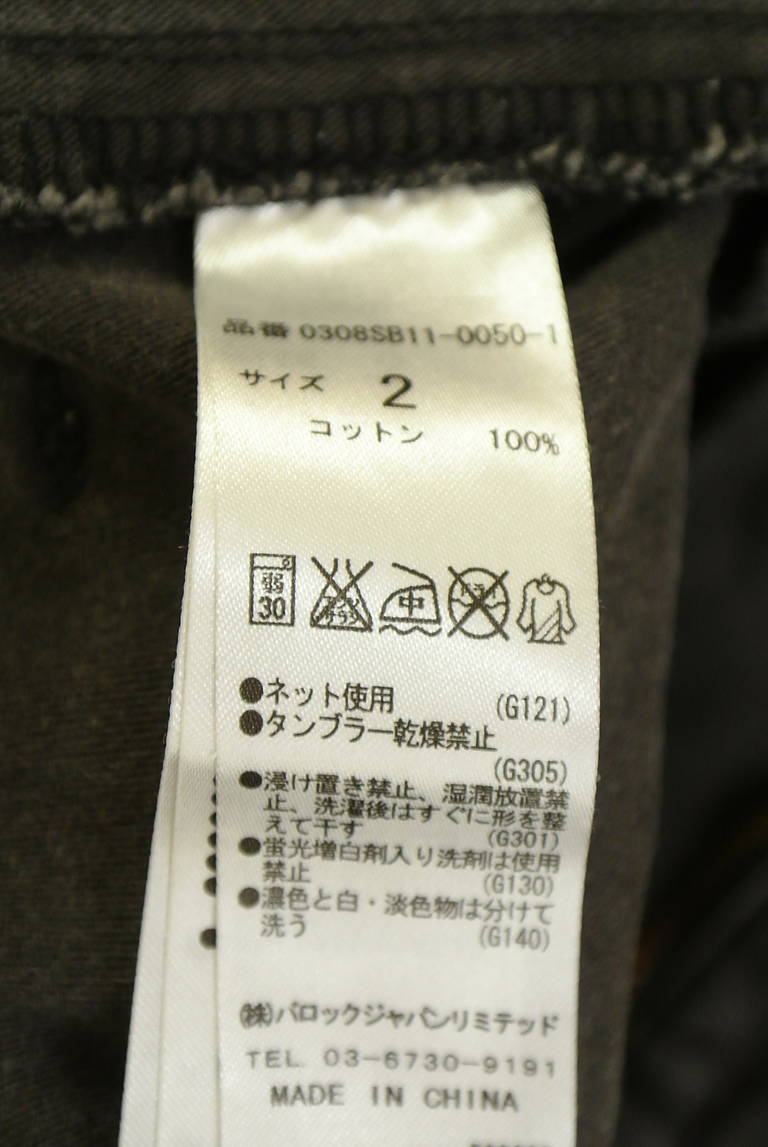 品番 0308SB11-0050-1
サイズ 2
コットン 100%
弱 30 中
●ネット使用 (G121)
●タンブラー乾燥禁止
(G305)
●浸け置き禁止、湿潤放置禁
止、洗濯後はすぐに形を整
えて干す (G301)
●蛍光増白剤入り洗剤は使用
禁止 (G130)
●濃色と白・淡色物は分けて
洗う (G140)
㈱バロックジャパンリミテッド
TEL 03-6730-9191
MADE IN CHINA